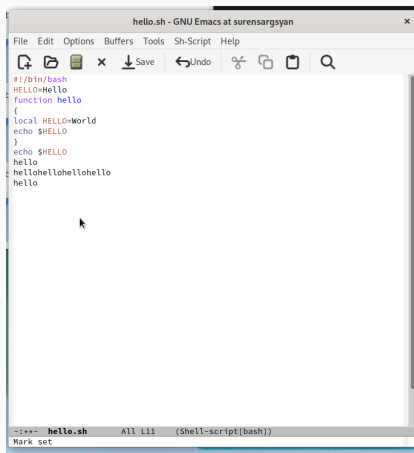 hello.sh - GNU Emacs at surensargsyan ×
File Edit Options Buffers Tools Sh-Script Help
Save Undo
#!/bin/bash
HELLO=Hello
function hello
{
local HELLO=World
echo $HELLO
}
echo $HELLO
hello
hellohellohellohello
hello
-:**- hello.sh All L11 (Shell-script[bash])
Mark set